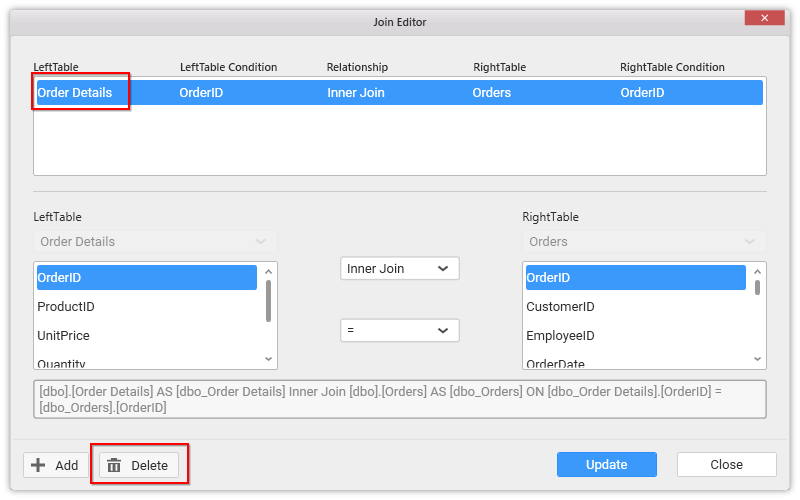 Join Editor
LeftTable LeftTable Condition Relationship RightTable RightTable Condition
Order Details OrderID Inner Join Orders OrderID
LeftTable RightTable
Order Details Orders
OrderID Inner Join OrderID
ProductID CustomerID
UnitPrice = EmployeeID
Quantity OrderDate
[dbo].[Order Details] AS [dbo_Order Details] Inner Join [dbo].[Orders] AS [dbo_Orders] ON [dbo_Order Details].[OrderID] =
[dbo_Orders].[OrderID]
Add Delete Update Close